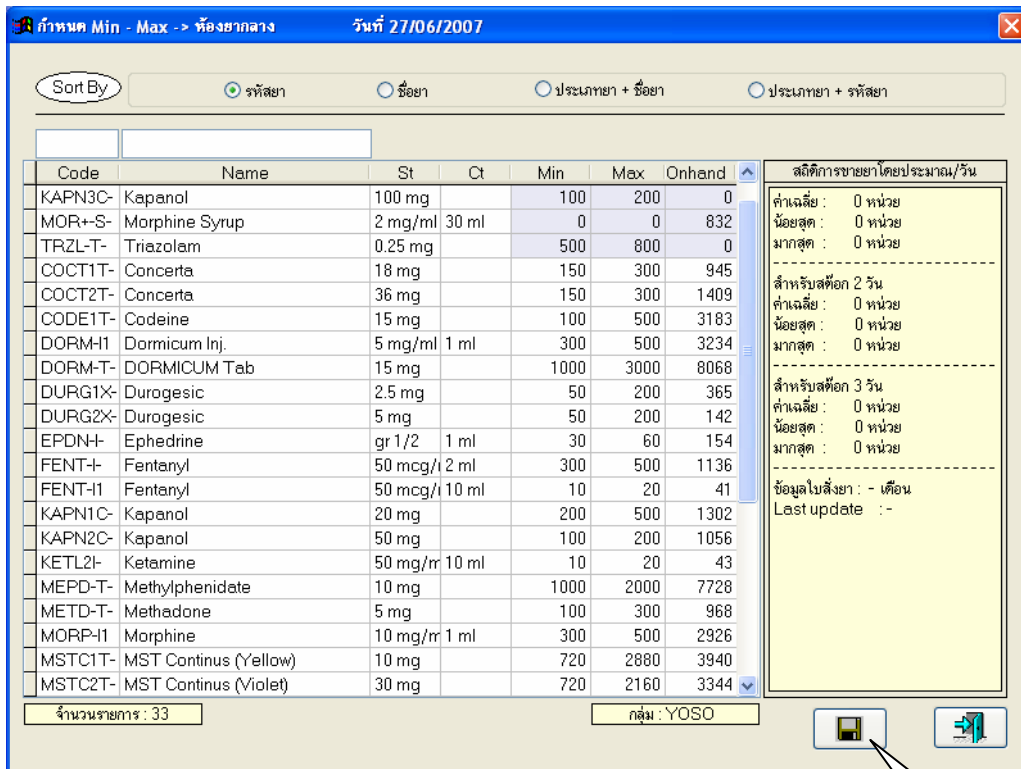 กำหนด Min - Max -> ห้องยากลาง วันที่ 27/06/2007
Sort By รหัสยา ชื่อยา ประเภทยา + ชื่อยา ประเภทยา + รหัสยา
Code Name St Ct Min Max Onhand
KAPN3C- Kapanol 100 mg 100 200 0
MOR+-S- Morphine Syrup 2 mg/ml 30 ml 0 0 832
TRZL-T- Triazolam 0.25 mg 500 800 0
COCT1T- Concerta 18 mg 150 300 945
COCT2T- Concerta 36 mg 150 300 1409
CODE1T- Codeine 15 mg 100 500 3183
DORM-I1 Dormicum Inj. 5 mg/ml 1 ml 300 500 3234
DORM-T- DORMICUM Tab 15 mg 1000 3000 8068
DURG1X- Durogesic 2.5 mg 50 200 365
DURG2X- Durogesic 5 mg 50 200 142
EPDN-I- Ephedrine gr 1/2 1 ml 30 60 154
FENT-I- Fentanyl 50 mcg/ 2 ml 300 500 1136
FENT-I1 Fentanyl 50 mcg/ 10 ml 10 20 41
KAPN1C- Kapanol 20 mg 200 500 1302
KAPN2C- Kapanol 50 mg 100 200 1056
KETL2I- Ketamine 50 mg/m 10 ml 10 20 43
MEPD-T- Methylphenidate 10 mg 1000 2000 7728
METD-T- Methadone 5 mg 100 300 968
MORP-I1 Morphine 10 mg/m 1 ml 300 500 2926
MSTC1T- MST Continus (Yellow) 10 mg 720 2880 3940
MSTC2T- MST Continus (Violet) 30 mg 720 2160 3344
จำนวนรายการ : 33 กลุ่ม : YOSO
สถิติการขายยาโดยประมาณ/วัน
ค่าเฉลี่ย : 0 หน่วย
น้อยสุด : 0 หน่วย
มากสุด : 0 หน่วย
สำหรับสต๊อก 2 วัน
ค่าเฉลี่ย : 0 หน่วย
น้อยสุด : 0 หน่วย
มากสุด : 0 หน่วย
สำหรับสต๊อก 3 วัน
ค่าเฉลี่ย : 0 หน่วย
น้อยสุด : 0 หน่วย
มากสุด : 0 หน่วย
ข้อมูลใบสั่งยา : - เดือน
Last update : -